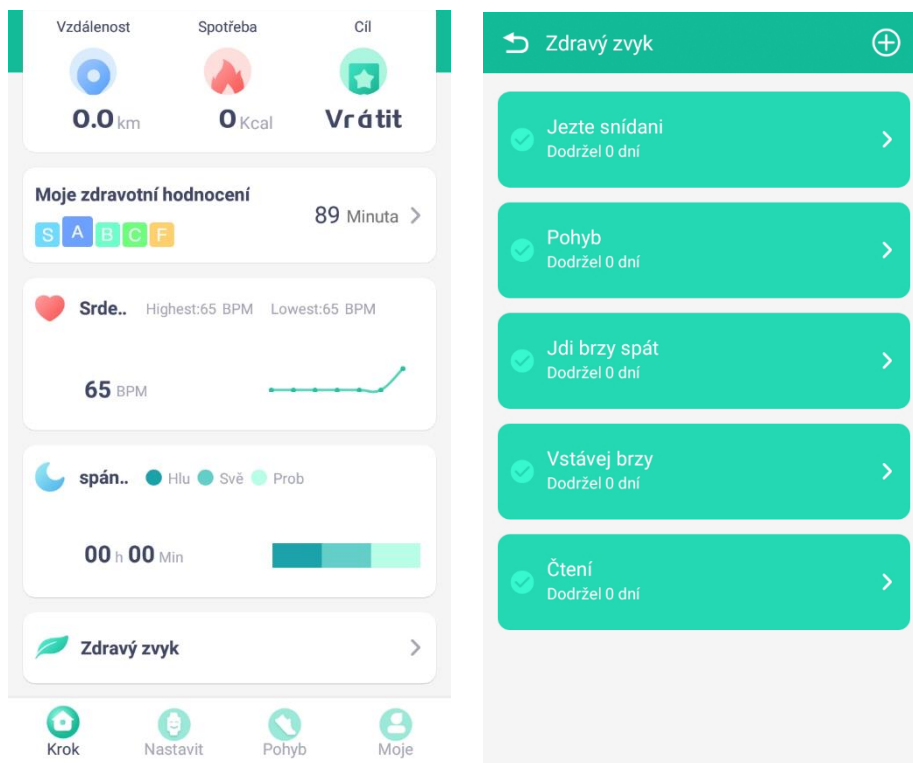 Vzdálenost Spotřeba Cíl
0.0 km 0 Kcal Vrátit
Moje zdravotní hodnocení
S A B C F
89 Minuta
Srde.. Highest:65 BPM Lowest:65 BPM
65 BPM
spán.. Hlu Svě Prob
00 h 00 Min
Zdravý zvyk
Krok Nastavit Pohyb Moje
Zdravý zvyk
Jezte snídani
Dodržel 0 dní
Pohyb
Dodržel 0 dní
Jdi brzy spát
Dodržel 0 dní
Vstávej brzy
Dodržel 0 dní
Čtení
Dodržel 0 dní